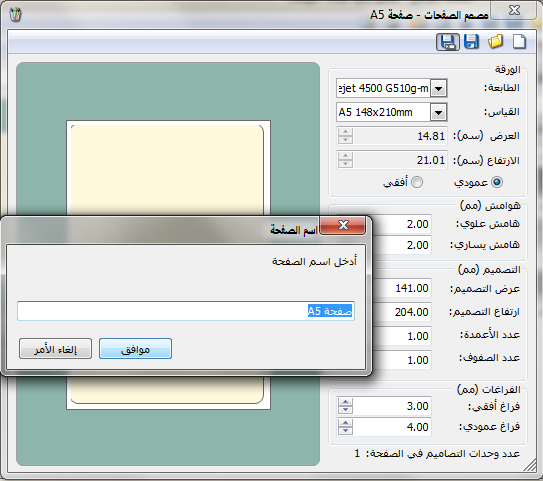 مصمم الصفحات - صفحة A5
الورقة
الطابعة: ejet 4500 G510g-m
القياس: A5 148x210mm
العرض (سم): 14.81
الارتفاع (سم): 21.01
عمودي أفقي
هوامش (مم)
هامش علوي: 2.00
هامش يساري: 2.00
التصميم (مم)
عرض التصميم: 141.00
ارتفاع التصميم: 204.00
عدد الأعمدة: 1.00
عدد الصفوف: 1.00
الفراغات (مم)
فراغ أفقي: 3.00
فراغ عمودي: 4.00
عدد وحدات التصاميم في الصفحة: 1
اسم الصفحة
أدخل اسم الصفحة
صفحة A5
موافق إلغاء الأمر